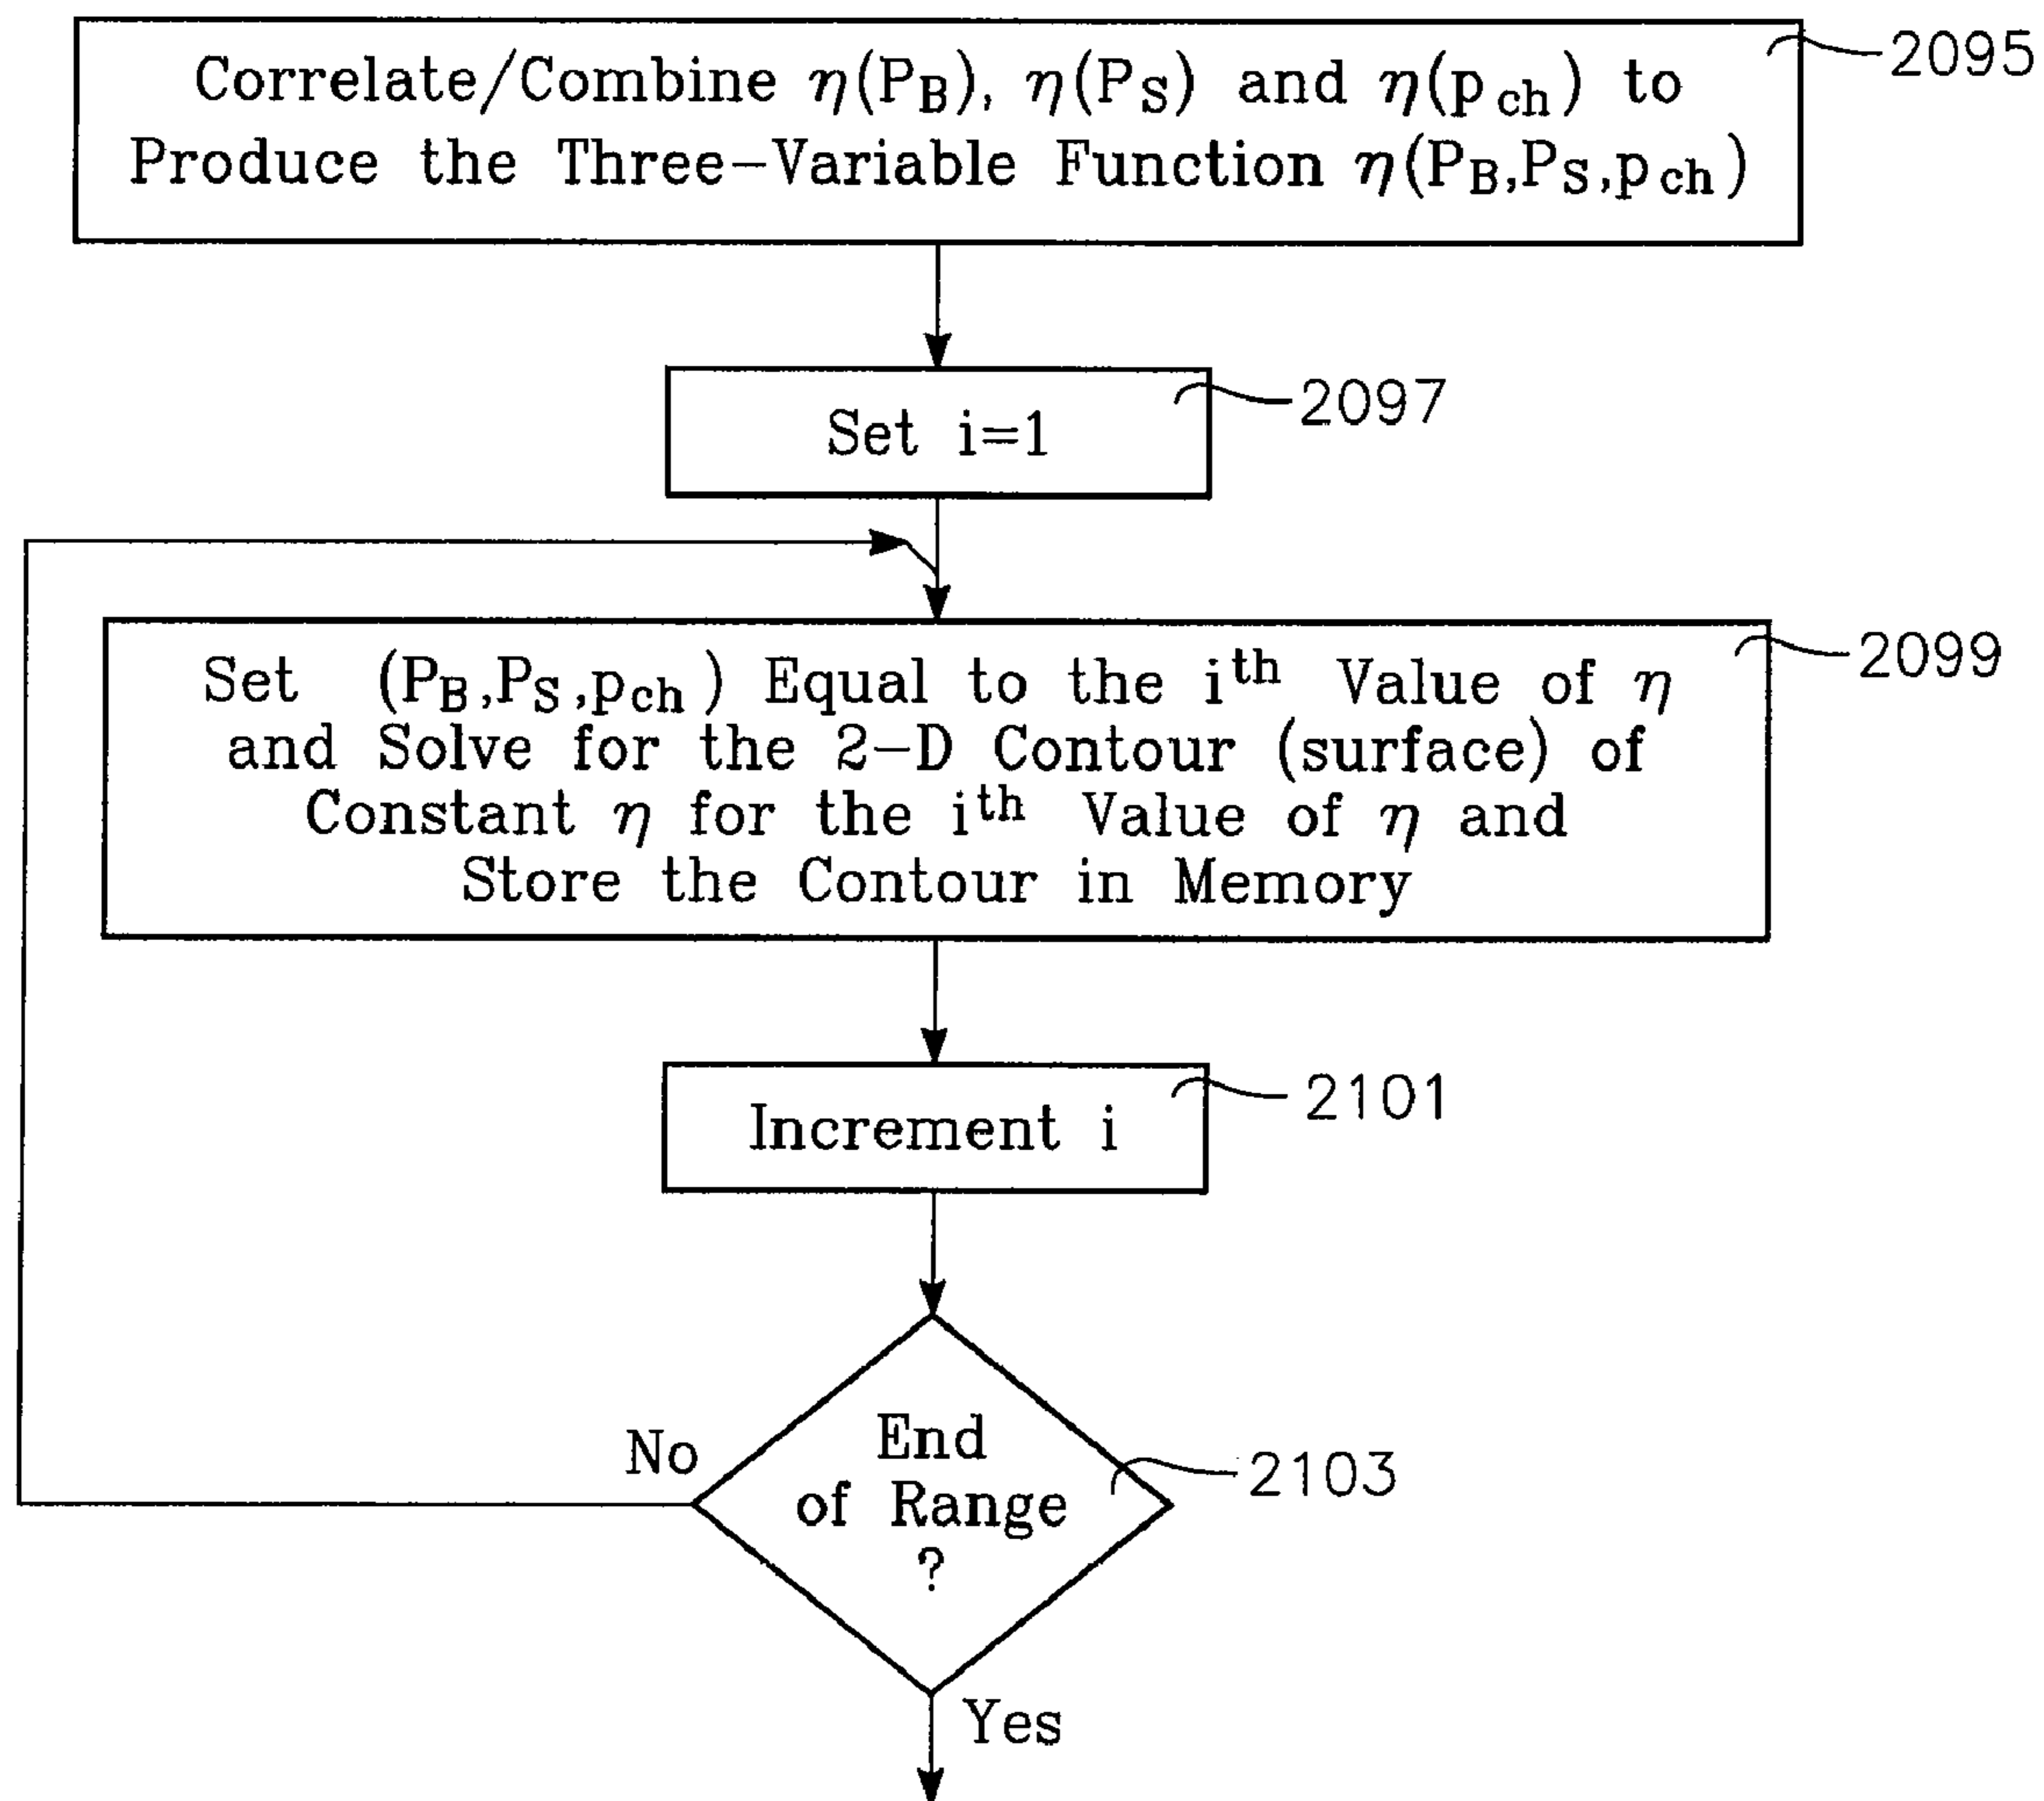 Correlate/Combine η(P_B), η(P_S) and η(p_ch) to
Produce the Three-Variable Function η(P_B,P_S,p_ch)
2095
Set i=1
2097
Set (P_B,P_S,p_ch) Equal to the i^th Value of η
and Solve for the 2-D Contour (surface) of
Constant η for the i^th Value of η and
Store the Contour in Memory
2099
Increment i
2101
End
of Range
?
2103
No
Yes